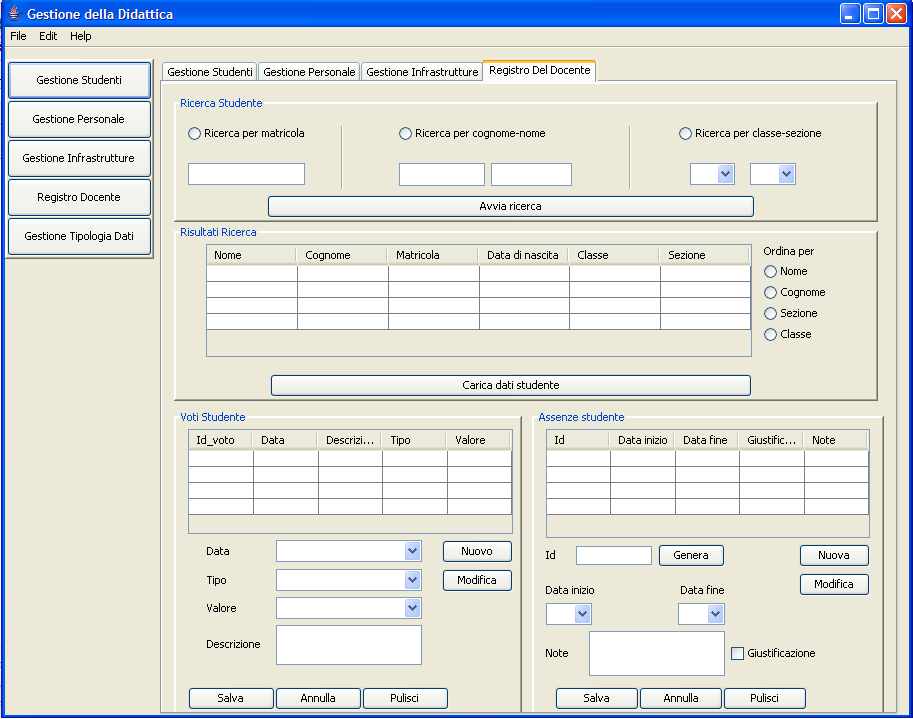 Gestione della Didattica
File Edit Help
Gestione Studenti
Gestione Personale
Gestione Infrastrutture
Registro Docente
Gestione Tipologia Dati
Gestione Studenti Gestione Personale Gestione Infrastrutture Registro Del Docente
Ricerca Studente
Ricerca per matricola Ricerca per cognome-nome Ricerca per classe-sezione
Avvia ricerca
Risultati Ricerca
Nome Cognome Matricola Data di nascita Classe Sezione
Ordina per
Nome
Cognome
Sezione
Classe
Carica dati studente
Voti Studente
Id_voto Data Descrizi... Tipo Valore
Data Nuovo
Tipo Modifica
Valore
Descrizione
Salva Annulla Pulisci
Assenze studente
Id Data inizio Data fine Giustific... Note
Id Genera Nuova
Modifica
Data inizio Data fine
Note Giustificazione
Salva Annulla Pulisci